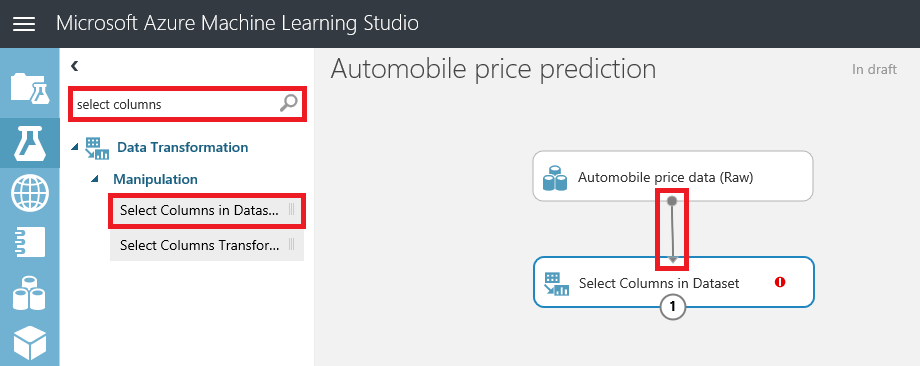 Microsoft Azure Machine Learning Studio
select columns
Data Transformation
Manipulation
Select Columns in Datas...
Select Columns Transfor...
Automobile price prediction
In draft
Automobile price data (Raw)
Select Columns in Dataset
1